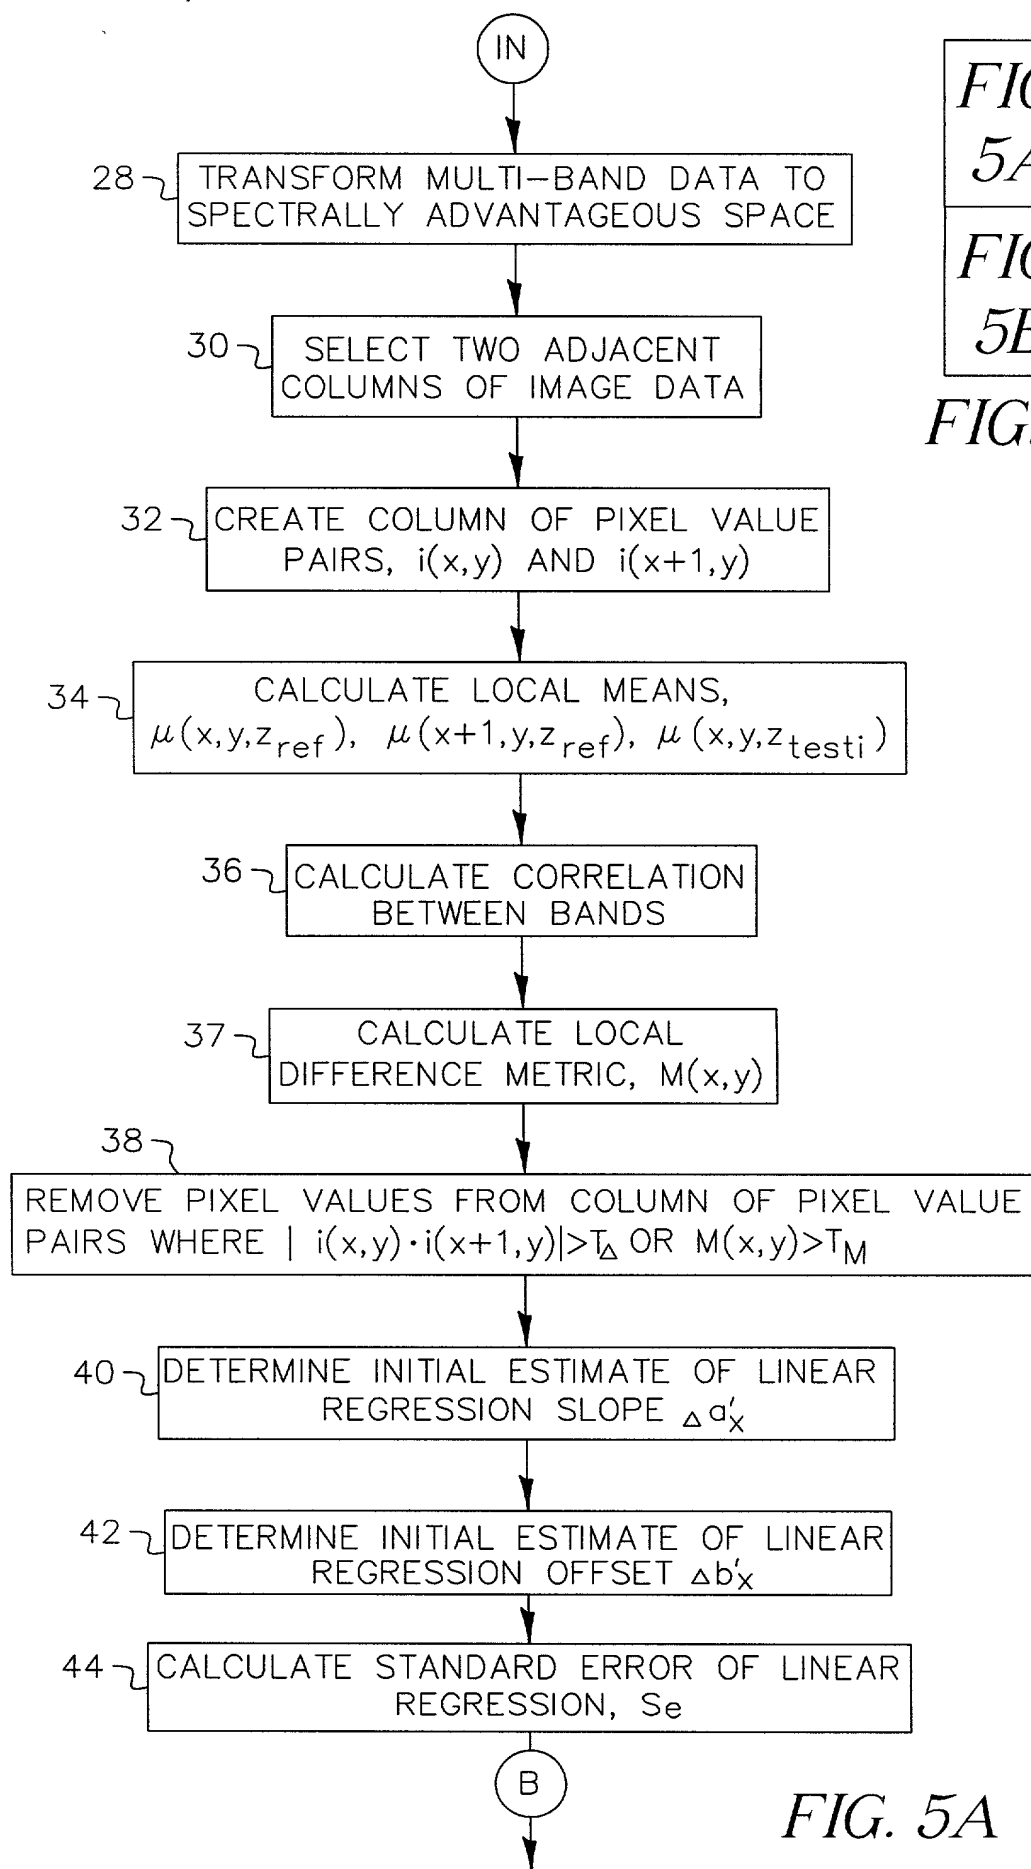 IN
28
TRANSFORM MULTI-BAND DATA TO
SPECTRALLY ADVANTAGEOUS SPACE
30
SELECT TWO ADJACENT
COLUMNS OF IMAGE DATA
32
CREATE COLUMN OF PIXEL VALUE
PAIRS, i(x,y) AND i(x+1,y)
34
CALCULATE LOCAL MEANS,
μ(x,y,z_ref), μ(x+1,y,z_ref), μ(x,y,z_testi)
36
CALCULATE CORRELATION
BETWEEN BANDS
37
CALCULATE LOCAL
DIFFERENCE METRIC, M(x,y)
38
REMOVE PIXEL VALUES FROM COLUMN OF PIXEL VALUE
PAIRS WHERE | i(x,y)·i(x+1,y)|>T_Δ OR M(x,y)>T_M
40
DETERMINE INITIAL ESTIMATE OF LINEAR
REGRESSION SLOPE Δa'_x
42
DETERMINE INITIAL ESTIMATE OF LINEAR
REGRESSION OFFSET Δb'_x
44
CALCULATE STANDARD ERROR OF LINEAR
REGRESSION, Se
B
FIG. 5A
5A
FIG.